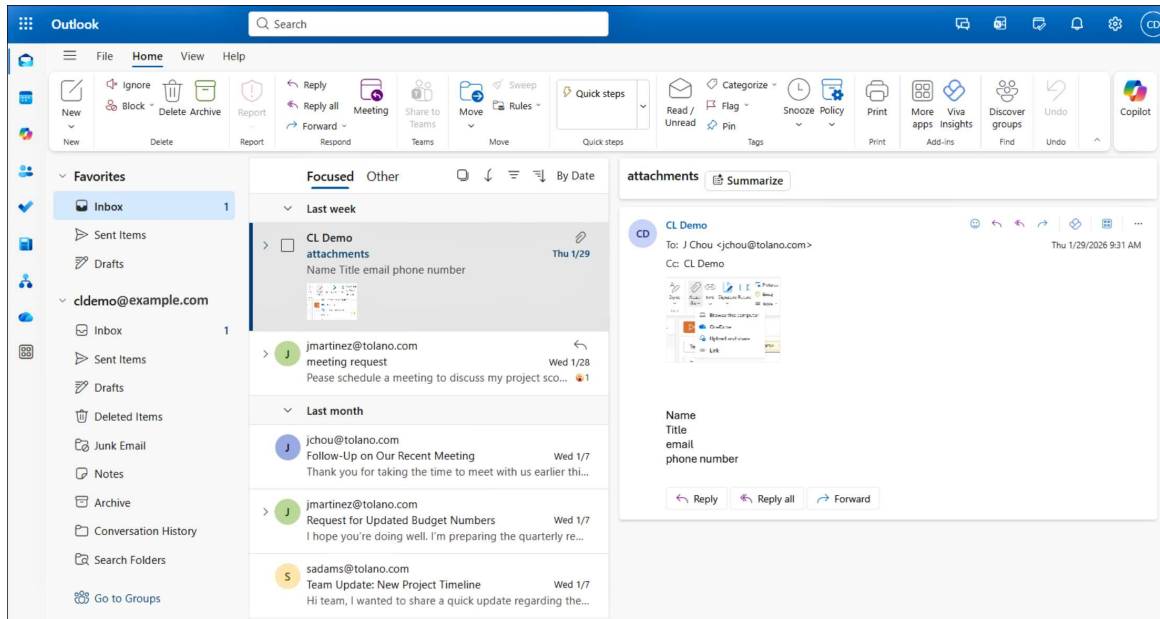 Outlook
Search
CD
File Home View Help
New
Ignore
Block
Delete
Archive
Report
Reply
Reply all
Forward
Meeting
Share to Teams
Move
Sweep
Rules
Quick steps
Read / Unread
Categorize
Flag
Pin
Snooze
Policy
Print
More apps
Viva Insights
Discover groups
Undo
Copilot
New Delete Report Respond Teams Move Quick steps Tags Print Add-ins Find Undo
Favorites
Inbox 1
Sent Items
Drafts
cldemo@example.com
Inbox 1
Sent Items
Drafts
Deleted Items
Junk Email
Notes
Archive
Conversation History
Search Folders
Go to Groups
Focused Other By Date
Last week
CL Demo
attachments Thu 1/29
Name Title email phone number
J
jmartinez@tolano.com
meeting request Wed 1/28
Pease schedule a meeting to discuss my project sco... 1
Last month
J
jchou@tolano.com
Follow-Up on Our Recent Meeting Wed 1/7
Thank you for taking the time to meet with us earlier thi...
J
jmartinez@tolano.com
Request for Updated Budget Numbers Wed 1/7
I hope you're doing well. I'm preparing the quarterly re...
S
sadams@tolano.com
Team Update: New Project Timeline Wed 1/7
Hi team, I wanted to share a quick update regarding the...
attachments Summarize
CD
CL Demo
To: J Chou <jchou@tolano.com> Thu 1/29/2026 9:31 AM
Cc: CL Demo
Browse this computer
OneDrive
Upload and share
Link
Name
Title
email
phone number
Reply Reply all Forward